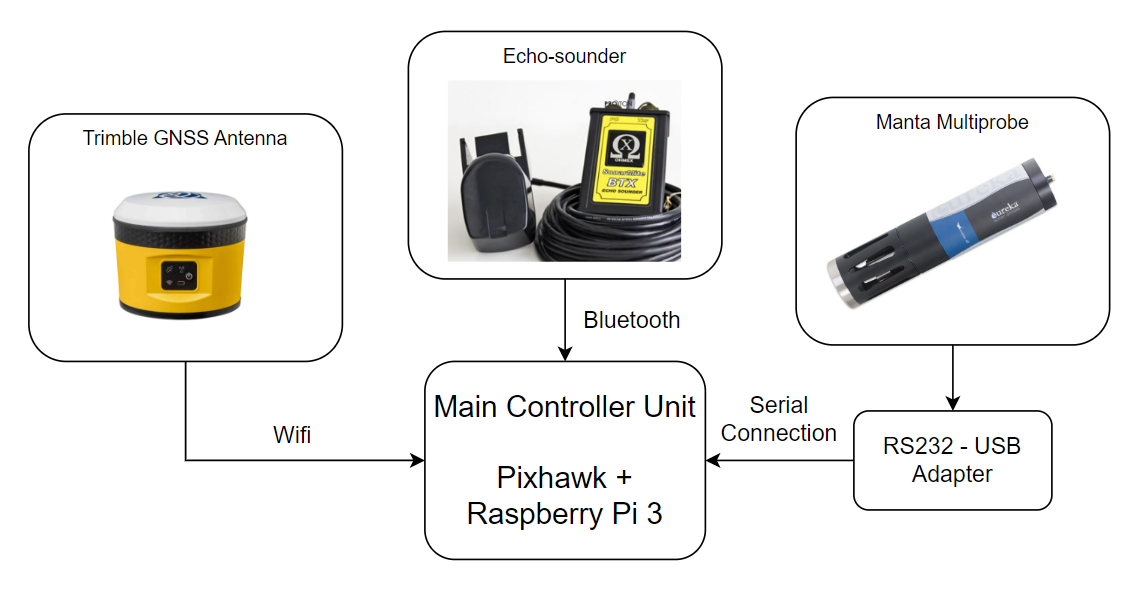 Echo-sounder
Trimble GNSS Antenna
Manta Multiprobe
OHMEX
SonarMite
BTX
ECHO SOUNDER
eureka
Bluetooth
Main Controller Unit
Pixhawk +
Raspberry Pi 3
Wifi
Serial
Connection
RS232 - USB
Adapter